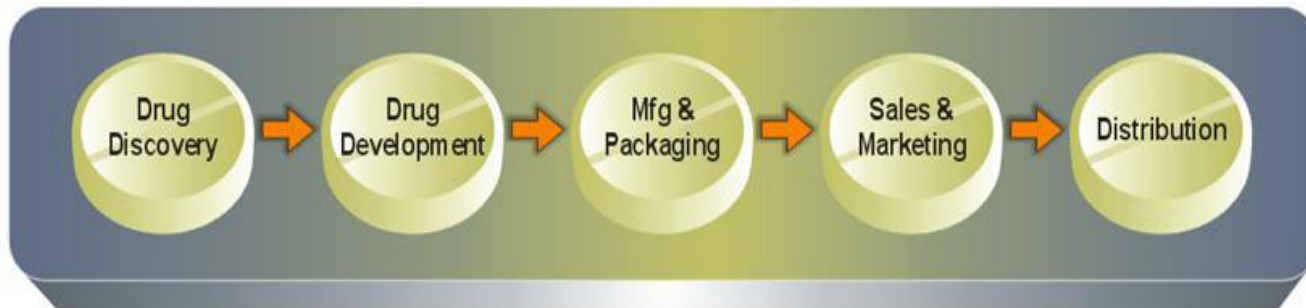 Drug
Discovery
Drug
Development
Mfg &
Packaging
Sales &
Marketing
Distribution